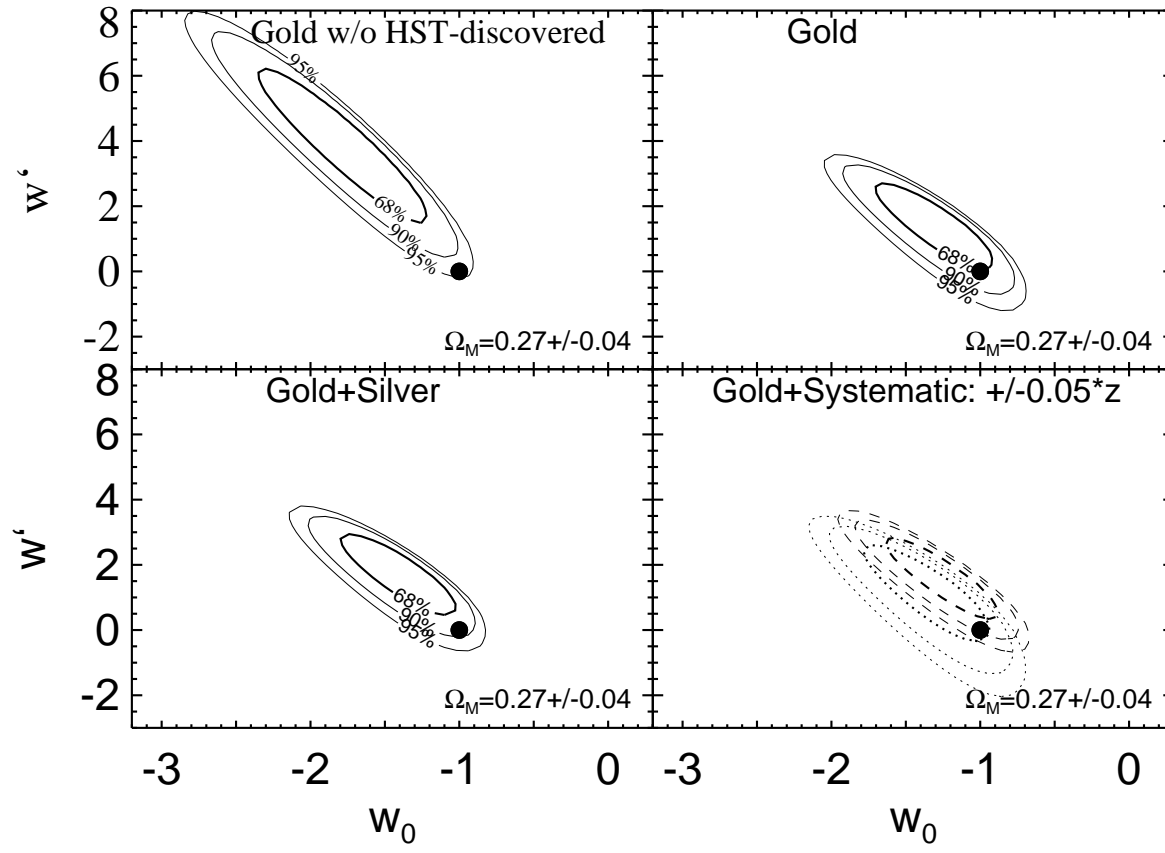 Gold w/o HST-discovered
8
6
4
2
0
-2
w‘
95%
68%
90%
95%
Ω_M=0.27+/-0.04
Gold
68%
90%
95%
Ω_M=0.27+/-0.04
Gold+Silver
8
6
4
2
0
-2
w‘
68%
90%
95%
Ω_M=0.27+/-0.04
-3 -2 -1 0
w_0
Gold+Systematic: +/-0.05*z
Ω_M=0.27+/-0.04
-3 -2 -1 0
w_0